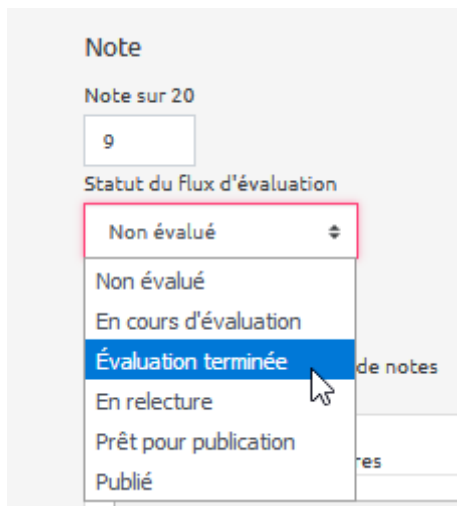 Note
Note sur 20
9
Statut du flux d'évaluation
Non évalué
Non évalué
En cours d'évaluation
Évaluation terminée
de notes
En relecture
Prêt pour publication
res
Publié